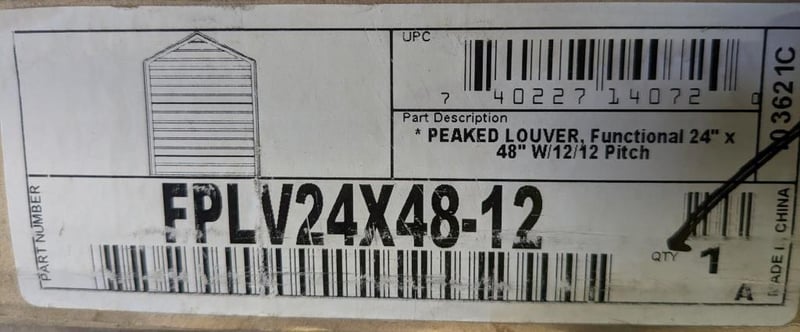 UPC
7 40227 14072 0
Part Description
* PEAKED LOUVER, Functional 24" x
48" W/12/12 Pitch
03621C
PART NUMBER
FPLV24X48-12
QTY
1
A
MADE I. CHINA